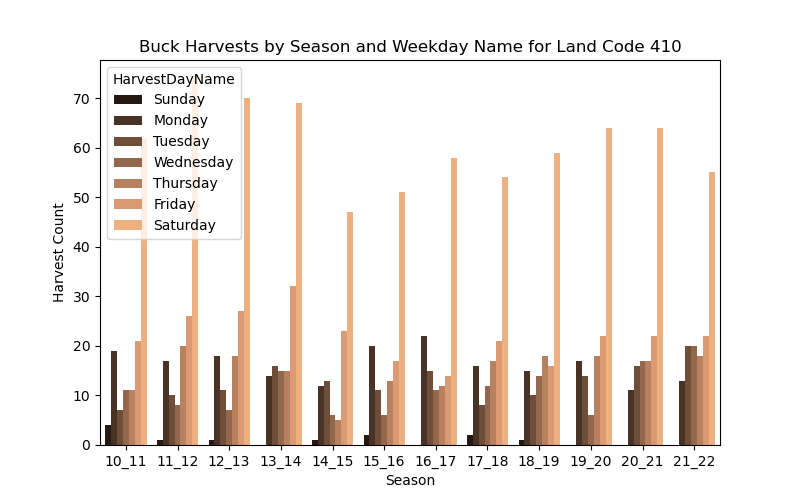 Buck Harvests by Season and Weekday Name for Land Code 410
HarvestDayName
Sunday
Monday
Tuesday
Wednesday
Thursday
Friday
Saturday
Harvest Count
70
60
50
40
30
20
10
0
10_11 11_12 12_13 13_14 14_15 15_16 16_17 17_18 18_19 19_20 20_21 21_22
Season